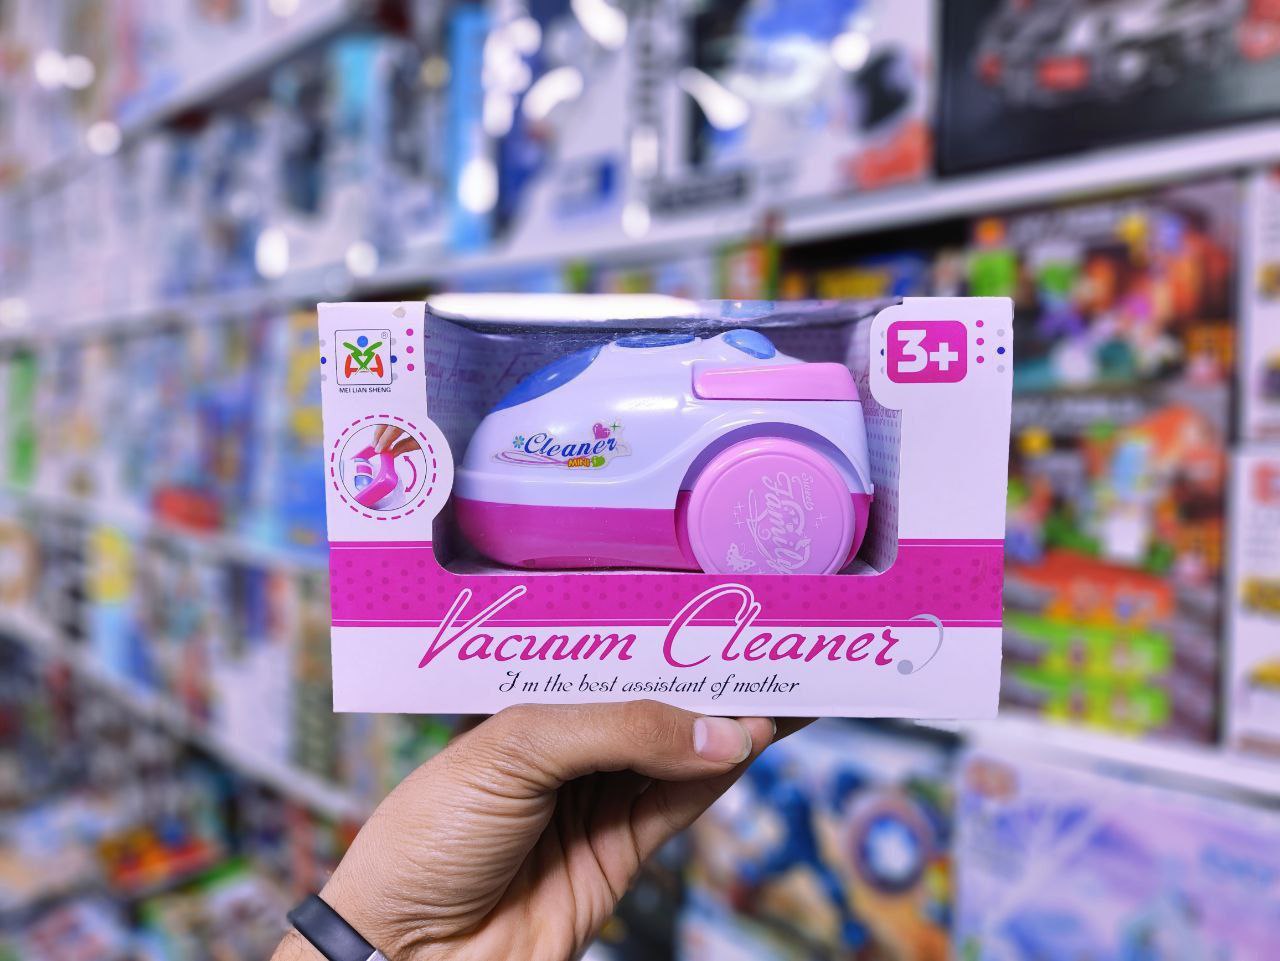 ®
MEI LIAN SHENG
3+
Cleaner
MINI
Sweet
Family
Vacuum Cleaner
I'm the best assistant of mother